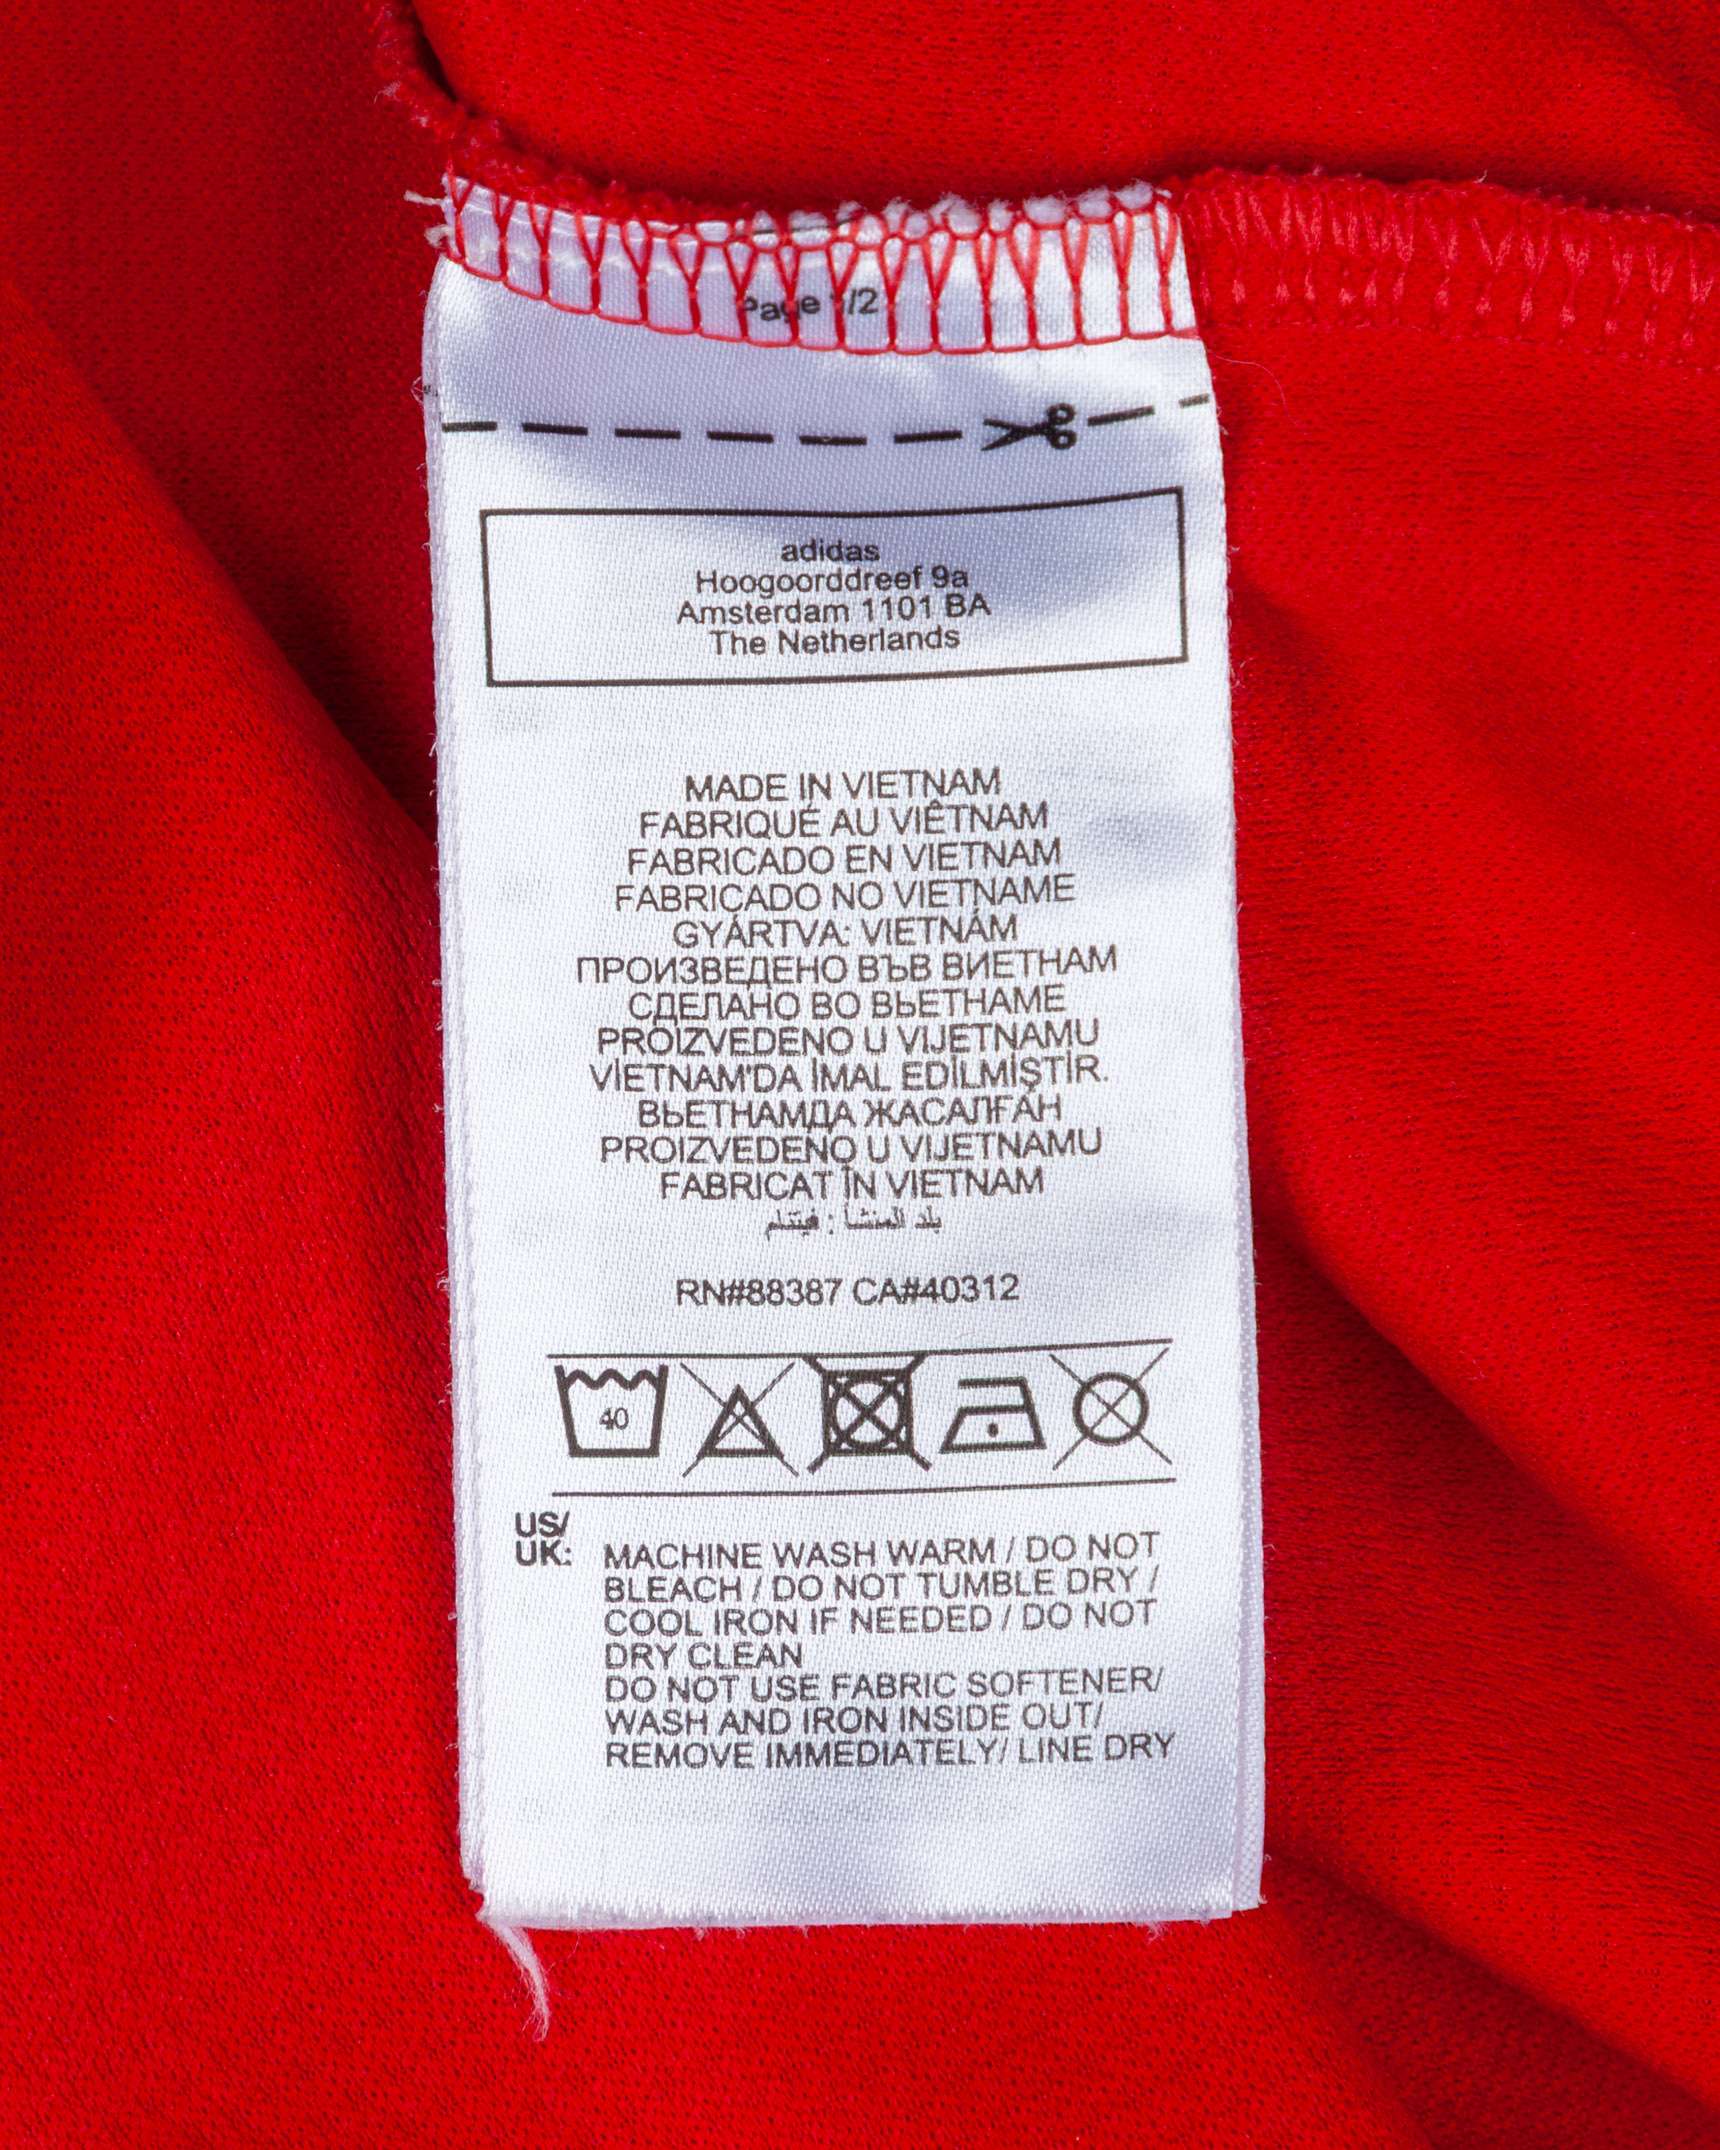 Page /2
adidas
Hoogoorddreef 9a
Amsterdam 1101 BA
The Netherlands
MADE IN VIETNAM
FABRIQUÉ AU VIÊTNAM
FABRICADO EN VIETNAM
FABRICADO NO VIETNAME
GYÁRTVA: VIETNÁM
ПРОИЗВЕДЕНО ВЪВ ВИЕТНАМ
СДЕЛАНО ВО ВЬЕТНАМЕ
PROIZVEDENO U VIJETNAMU
VİETNAM'DA İMAL EDİLMİŞTİR.
ВЬЕТНАМДА ЖАСАЛҒАН
PROIZVEDENO U VIJETNAMU
FABRICAT ÎN VIETNAM
بلد المنشأ : فيتنام
RN#88387 CA#40312
40
US/
UK: MACHINE WASH WARM / DO NOT
BLEACH / DO NOT TUMBLE DRY /
COOL IRON IF NEEDED / DO NOT
DRY CLEAN
DO NOT USE FABRIC SOFTENER/
WASH AND IRON INSIDE OUT/
REMOVE IMMEDIATELY/ LINE DRY